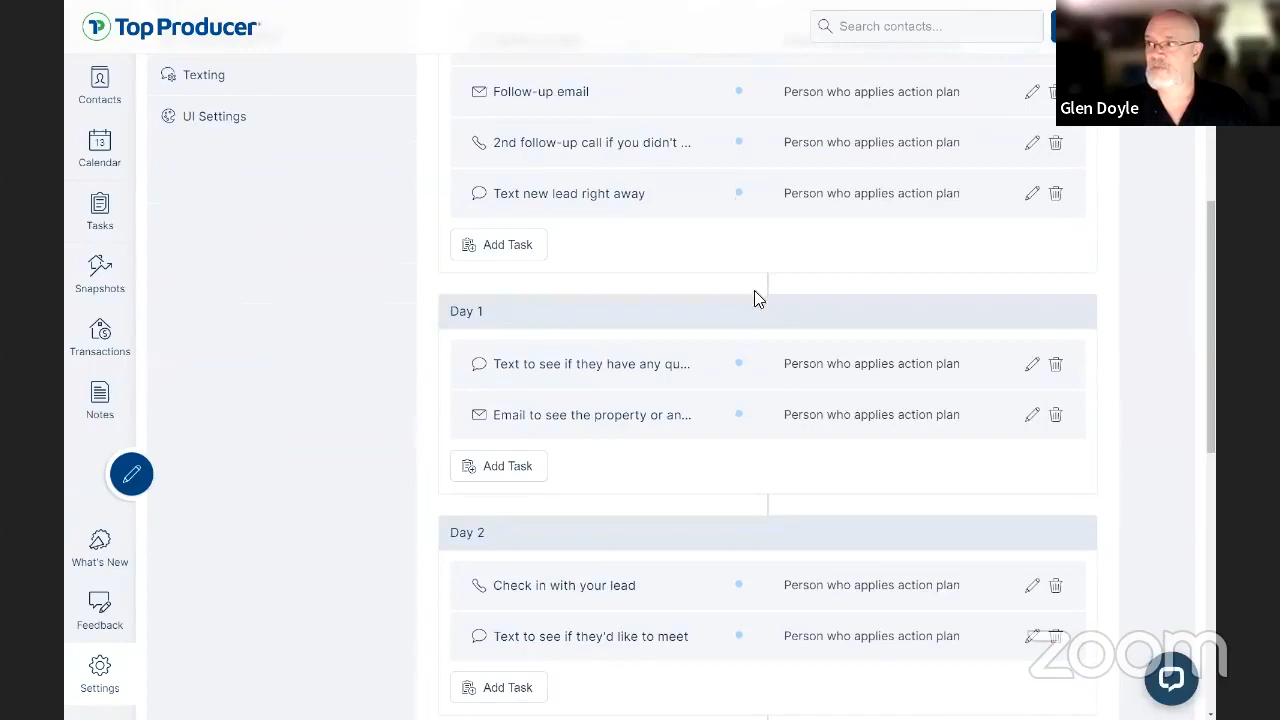 Top Producer
Search contacts...
Glen Doyle
Contacts
13
Calendar
Tasks
Snapshots
Transactions
Notes
What's New
Feedback
Settings
Texting
UI Settings
Follow-up email Person who applies action plan
2nd follow-up call if you didn't ... Person who applies action plan
Text new lead right away Person who applies action plan
Add Task
Day 1
Text to see if they have any qu... Person who applies action plan
Email to see the property or an... Person who applies action plan
Add Task
Day 2
Check in with your lead Person who applies action plan
Text to see if they'd like to meet Person who applies action plan
Add Task
zoom